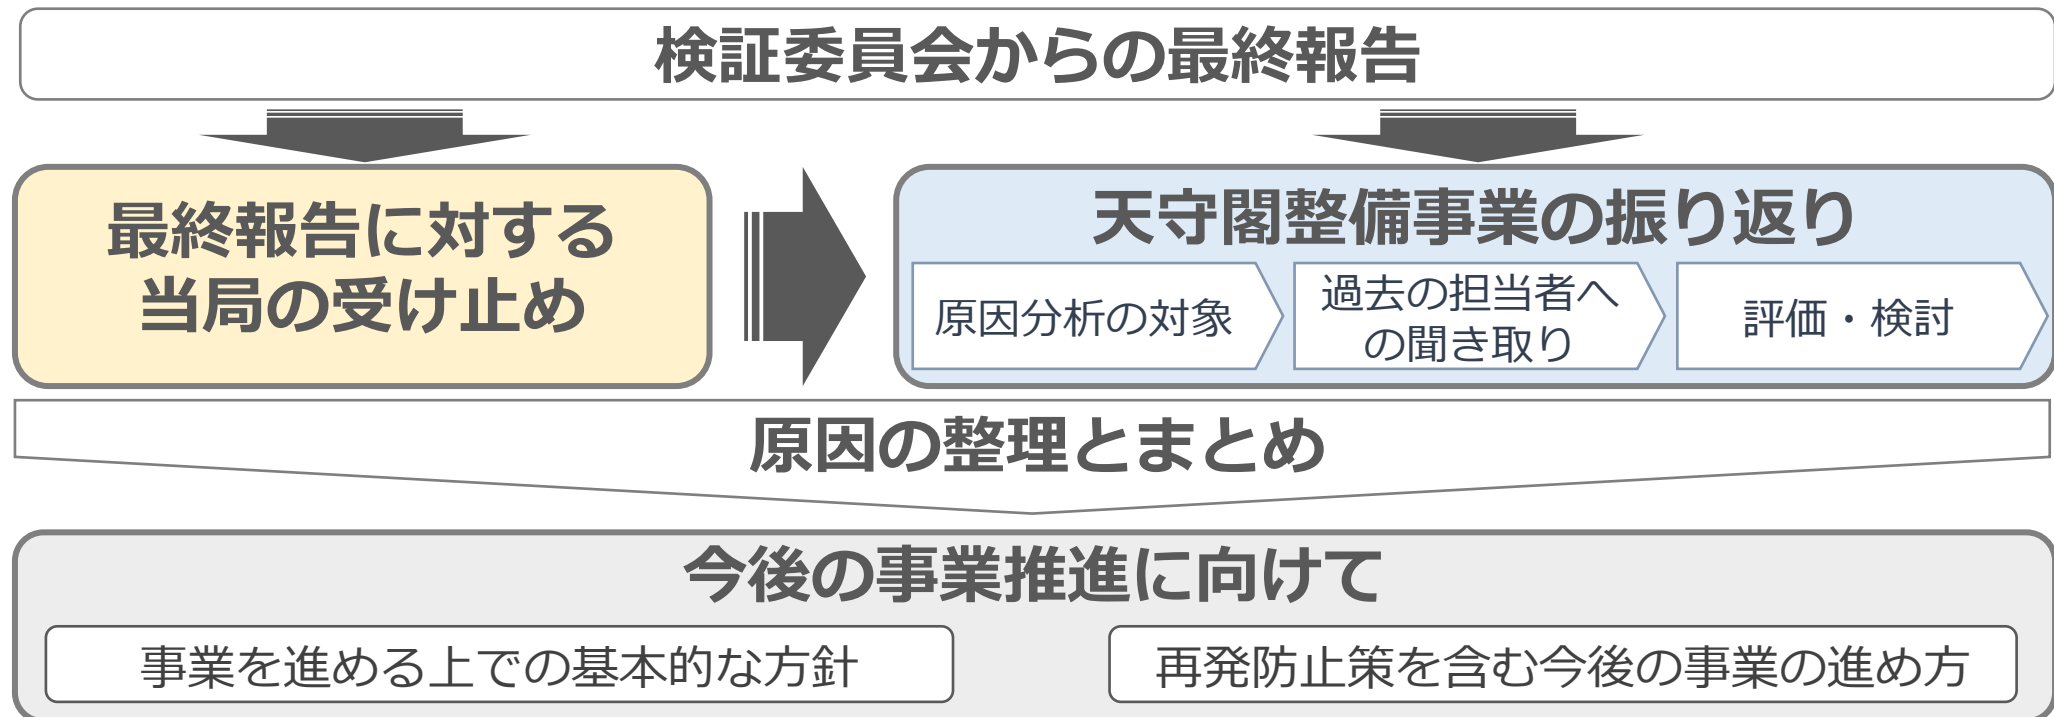 検証委員会からの最終報告
最終報告に対する
当局の受け止め
天守閣整備事業の振り返り
原因分析の対象
過去の担当者へ
の聞き取り
評価・検討
原因の整理とまとめ
今後の事業推進に向けて
事業を進める上での基本的な方針
再発防止策を含む今後の事業の進め方